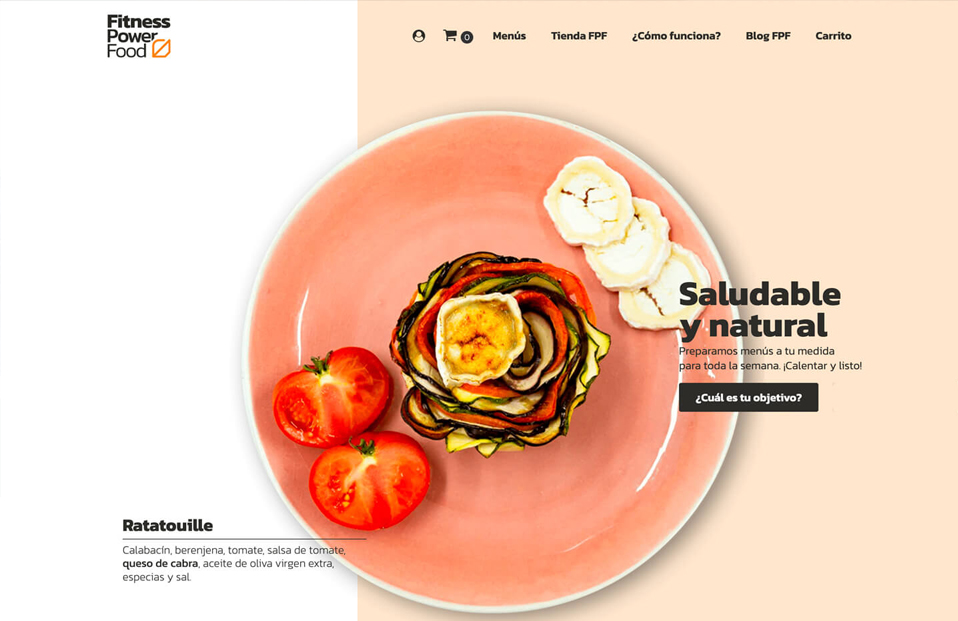 Fitness
Power
Food
0 Menús Tienda FPF ¿Cómo funciona? Blog FPF Carrito
Saludable
y natural
Preparamos menús a tu medida
para toda la semana. ¡Calentar y listo!
¿Cuál es tu objetivo?
Ratatouille
Calabacín, berenjena, tomate, salsa de tomate,
queso de cabra, aceite de oliva virgen extra,
especias y sal.